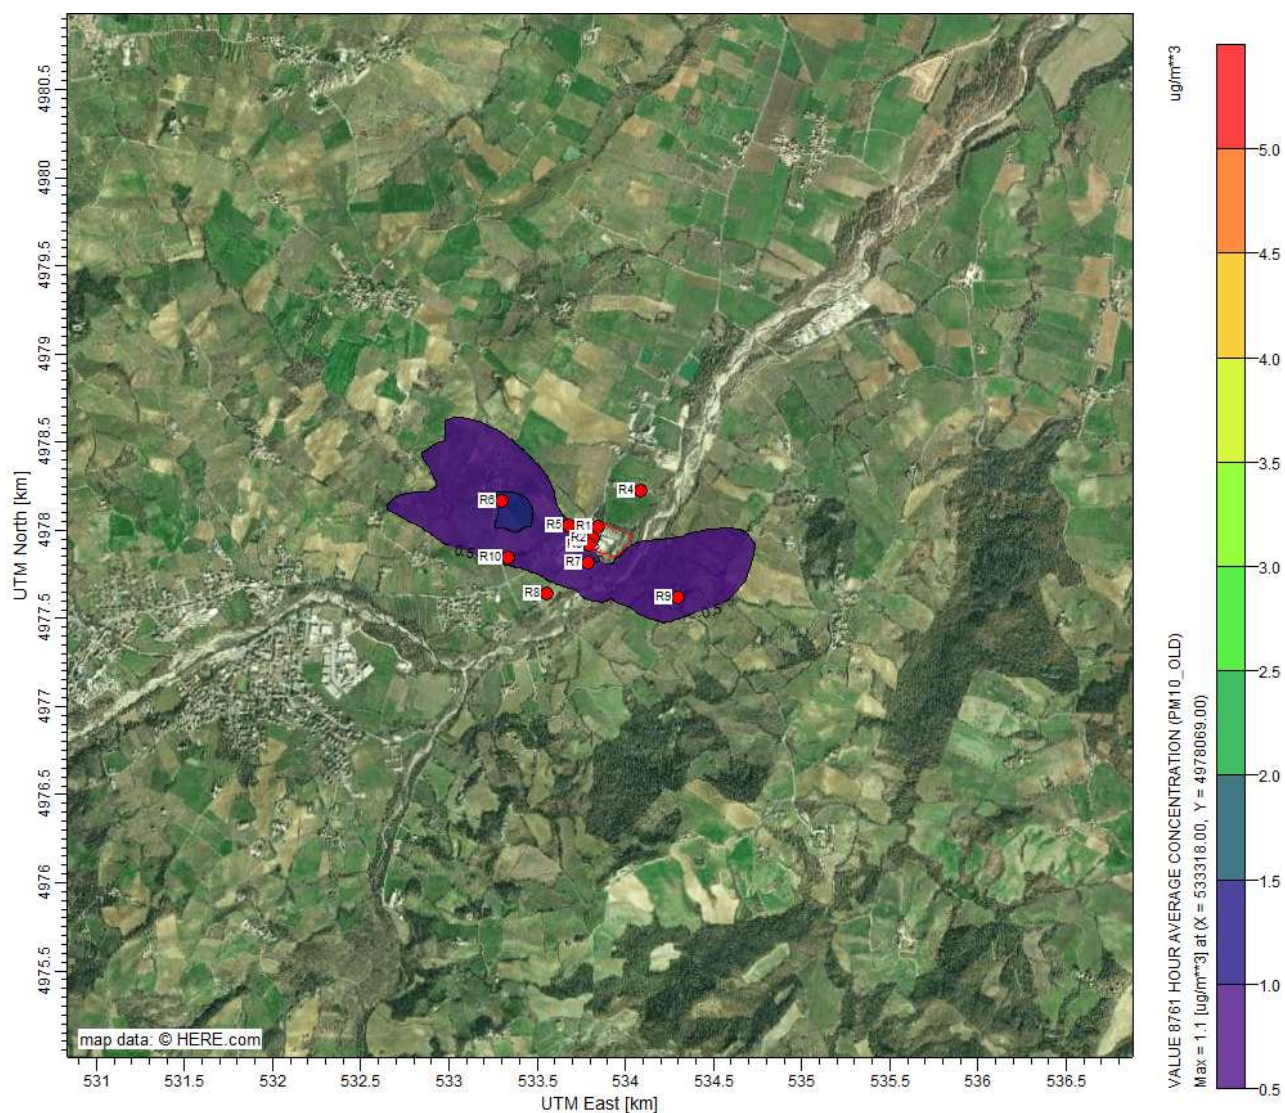 ug/m**3
5.0
4.5
4.0
3.5
3.0
2.5
2.0
1.5
1.0
0.5
VALUE 8761 HOUR AVERAGE CONCENTRATION (PM10_OLD)
Max = 1.1 [ug/m**3] at (X = 533318.00, Y = 4978069.00)
UTM North [km]
4980.5
4980
4979.5
4979
4978.5
4978
4977.5
4977
4976.5
4976
4975.5
R4
R6
R5
R1
R2
R10
0.5
R7
R8
R9
0.5
map data: © HERE.com
531
531.5
532
532.5
533
533.5
534
534.5
535
535.5
536
536.5
UTM East [km]